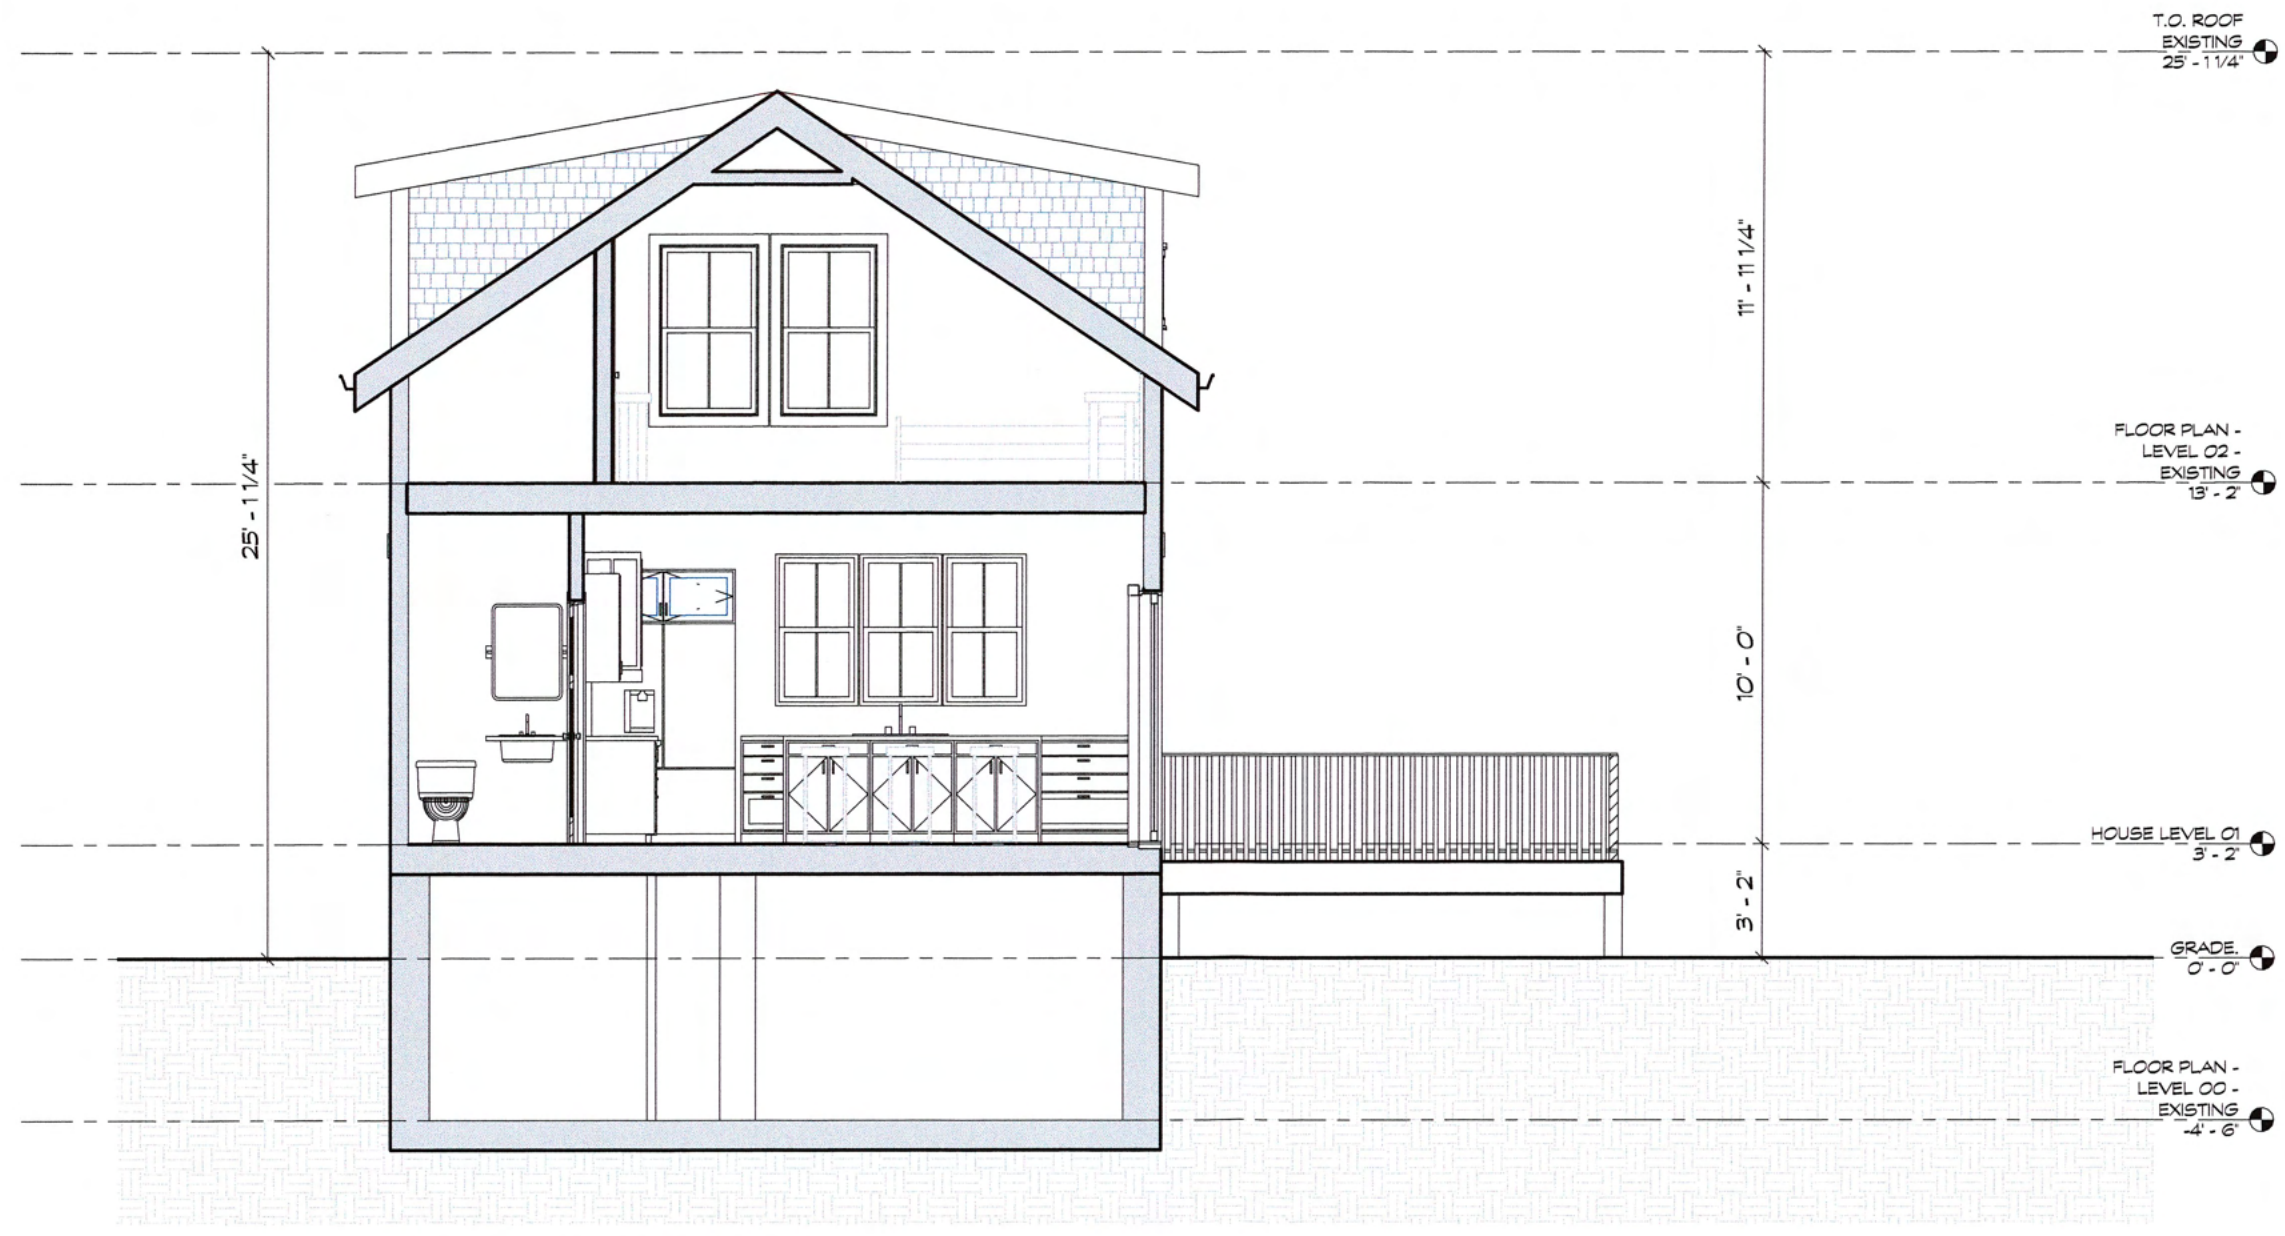 T.O. ROOF
EXISTING
25' - 1 1/4"
11' - 11 1/4"
FLOOR PLAN -
LEVEL 02 -
EXISTING
13' - 2"
25' - 1 1/4"
10' - 0"
HOUSE LEVEL 01
3' - 2"
3' - 2"
GRADE.
0' - 0"
FLOOR PLAN -
LEVEL 00 -
EXISTING
-4' - 6"